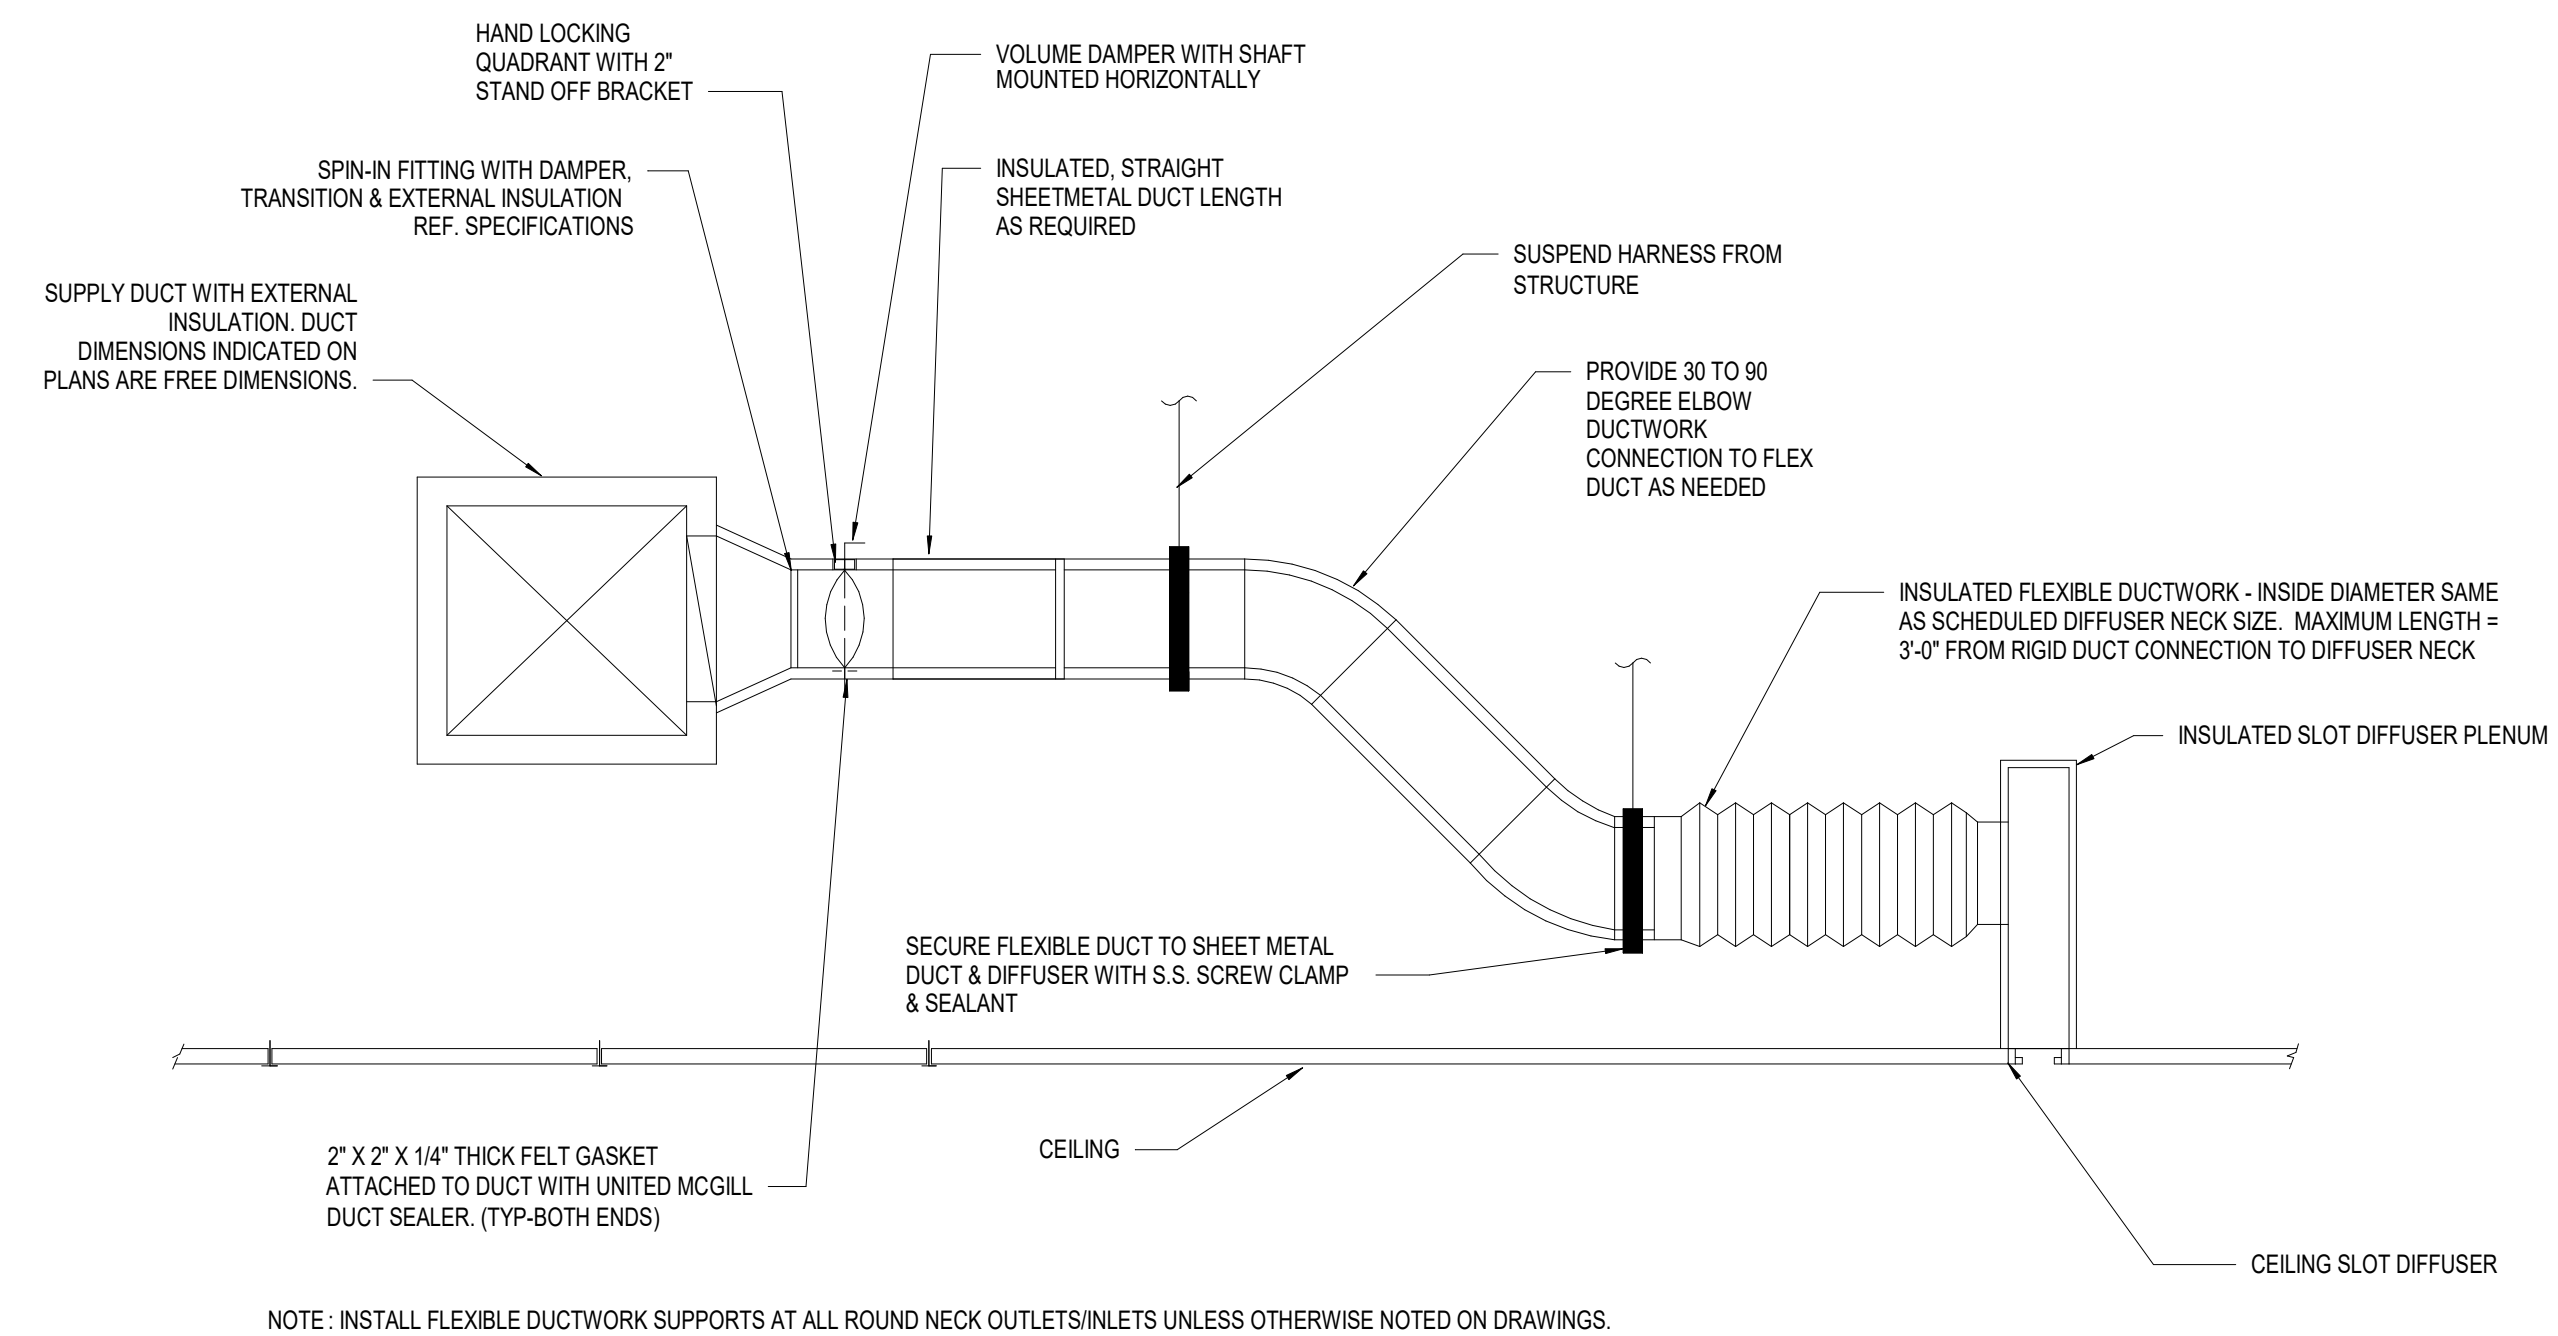 HAND LOCKING
QUADRANT WITH 2"
STAND OFF BRACKET
VOLUME DAMPER WITH SHAFT
MOUNTED HORIZONTALLY
SPIN-IN FITTING WITH DAMPER,
TRANSITION & EXTERNAL INSULATION
REF. SPECIFICATIONS
INSULATED, STRAIGHT
SHEETMETAL DUCT LENGTH
AS REQUIRED
SUSPEND HARNESS FROM
STRUCTURE
SUPPLY DUCT WITH EXTERNAL
INSULATION. DUCT
DIMENSIONS INDICATED ON
PLANS ARE FREE DIMENSIONS.
PROVIDE 30 TO 90
DEGREE ELBOW
DUCTWORK
CONNECTION TO FLEX
DUCT AS NEEDED
INSULATED FLEXIBLE DUCTWORK - INSIDE DIAMETER SAME
AS SCHEDULED DIFFUSER NECK SIZE. MAXIMUM LENGTH =
3'-0" FROM RIGID DUCT CONNECTION TO DIFFUSER NECK
INSULATED SLOT DIFFUSER PLENUM
SECURE FLEXIBLE DUCT TO SHEET METAL
DUCT & DIFFUSER WITH S.S. SCREW CLAMP
& SEALANT
2" X 2" X 1/4" THICK FELT GASKET
ATTACHED TO DUCT WITH UNITED MCGILL
DUCT SEALER. (TYP-BOTH ENDS)
CEILING
CEILING SLOT DIFFUSER
NOTE : INSTALL FLEXIBLE DUCTWORK SUPPORTS AT ALL ROUND NECK OUTLETS/INLETS UNLESS OTHERWISE NOTED ON DRAWINGS.